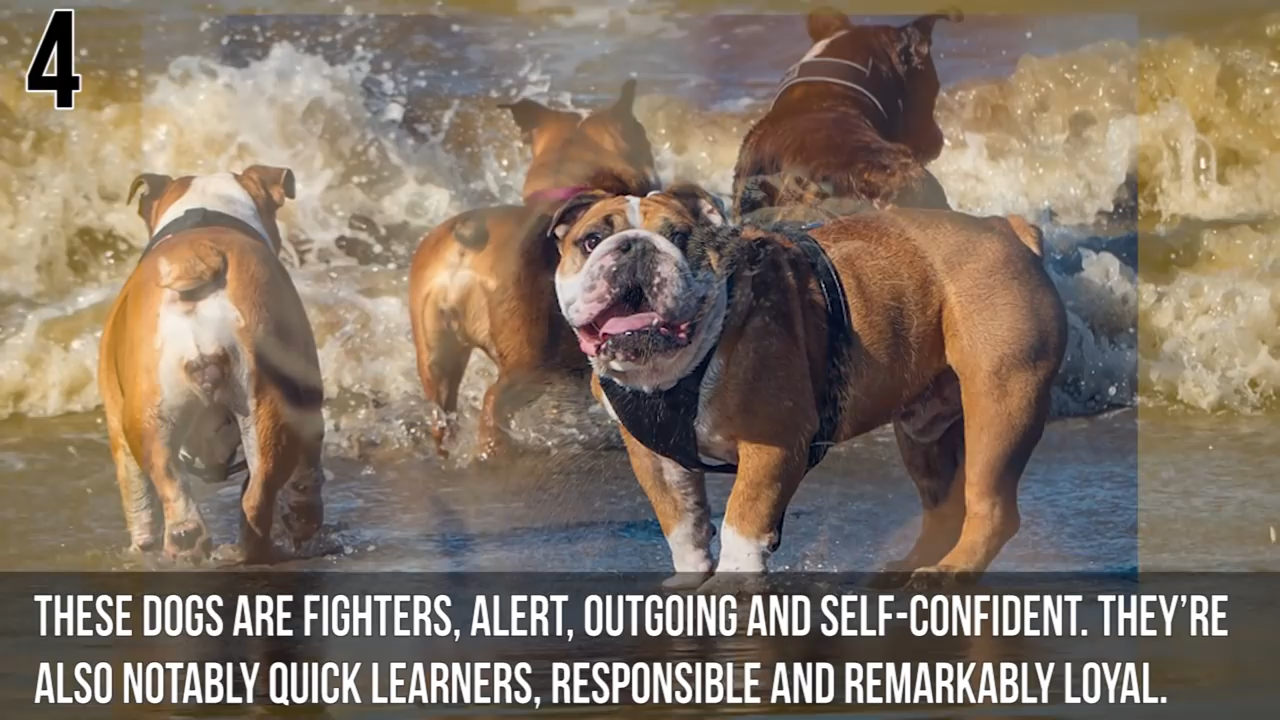 4
THESE DOGS ARE FIGHTERS, ALERT, OUTGOING AND SELF-CONFIDENT. THEY’RE
ALSO NOTABLY QUICK LEARNERS, RESPONSIBLE AND REMARKABLY LOYAL.